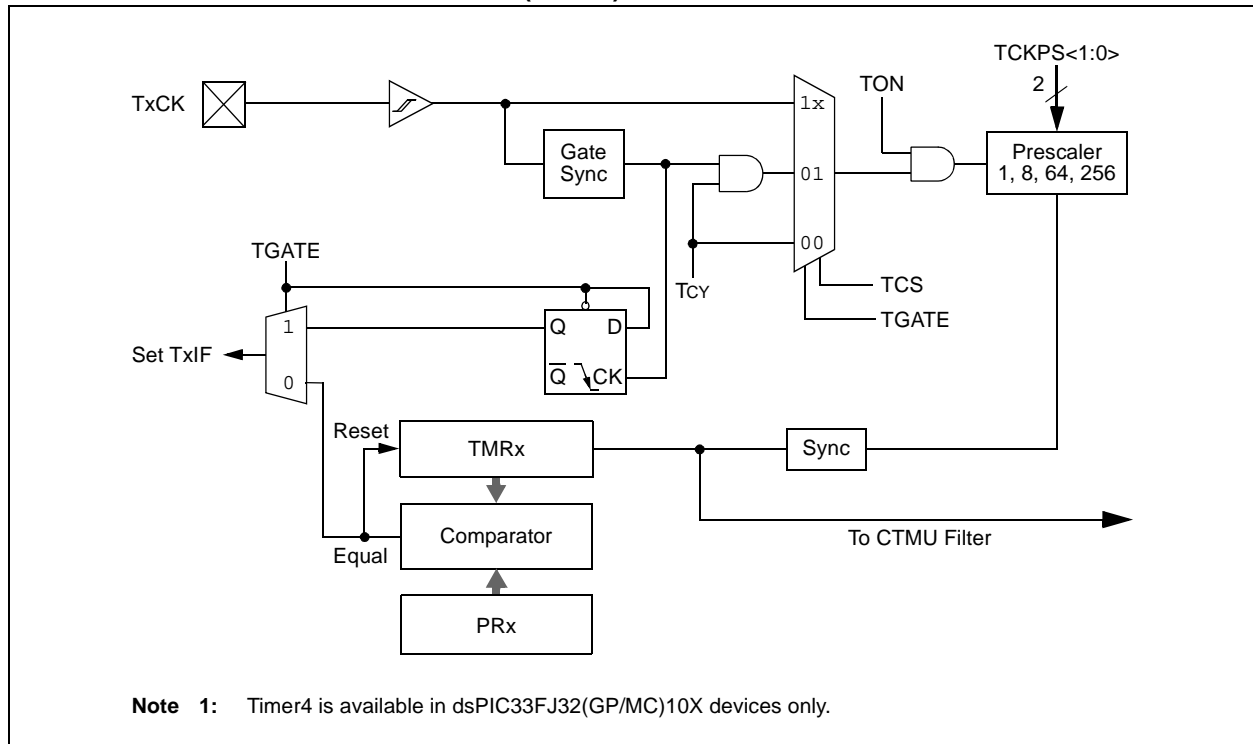 TCKPS<1:0>
2
TxCK
TON
1x
Gate
Sync
01
Prescaler
1, 8, 64, 256
00
TGATE
TCY
TCS
TGATE
1
Q D
Set TxIF
0
Q CK
Reset
TMRx
Sync
Comparator
Equal
To CTMU Filter
PRx
Note 1: Timer4 is available in dsPIC33FJ32(GP/MC)10X devices only.